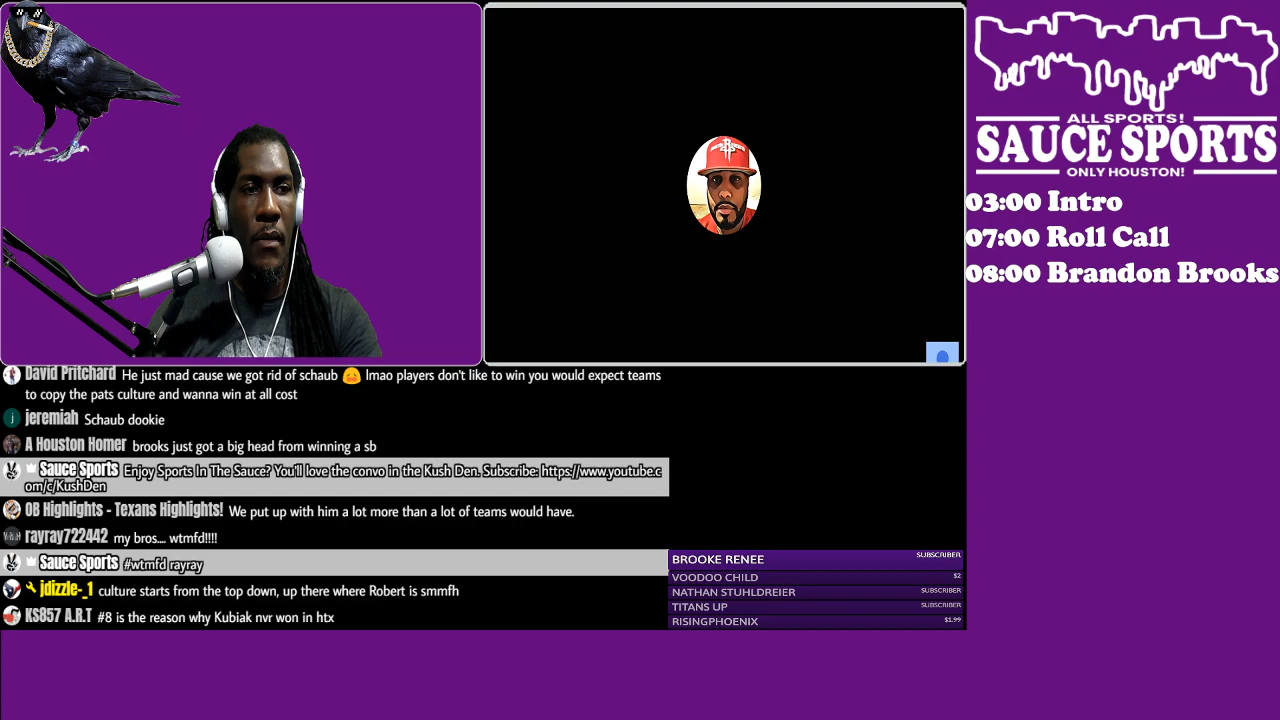 ALL SPORTS!
SAUCE SPORTS
ONLY HOUSTON!
03:00 Intro
07:00 Roll Call
08:00 Brandon Brooks
David Pritchard He just mad cause we got rid of schaub lmao players don't like to win you would expect teams
to copy the pats culture and wanna win at all cost
j jeremiah Schaub dookie
A Houston Homer brooks just got a big head from winning a sb
Sauce Sports Enjoy Sports In The Sauce? You'll love the convo in the Kush Den. Subscribe: https://www.youtube.c
om/c/KushDen
OB Highlights - Texans Highlights! We put up with him a lot more than a lot of teams would have.
rayray722442 my bros.... wtmfd!!!!
Sauce Sports #wtmfd rayray
jdizzle-_1 culture starts from the top down, up there where Robert is smmfh
KS857 A.R.T #8 is the reason why Kubiak nvr won in htx
BROOKE RENEE SUBSCRIBER
VOODOO CHILD $2
NATHAN STUHLDREIER SUBSCRIBER
TITANS UP SUBSCRIBER
RISINGPHOENIX $1.99